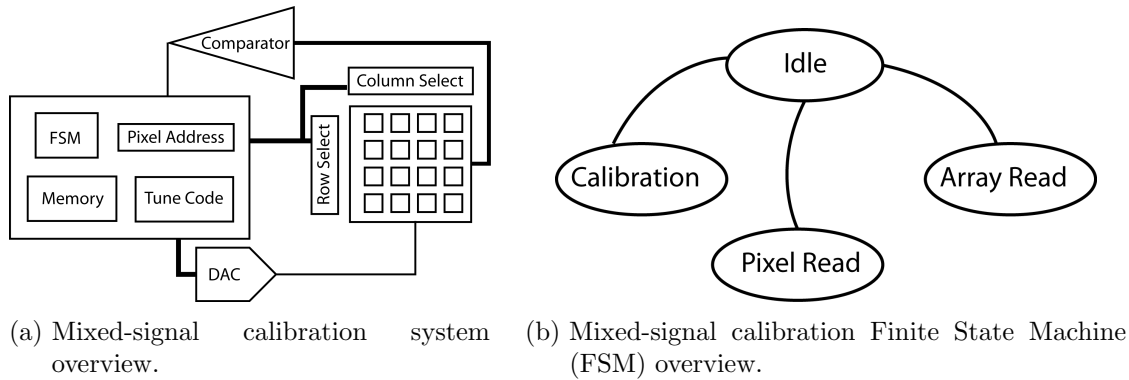 Comparator
Column Select
FSM
Pixel Address
Row Select
Memory
Tune Code
DAC
(a) Mixed-signal calibration system
overview.
Idle
Calibration
Array Read
Pixel Read
(b) Mixed-signal calibration Finite State Machine
(FSM) overview.